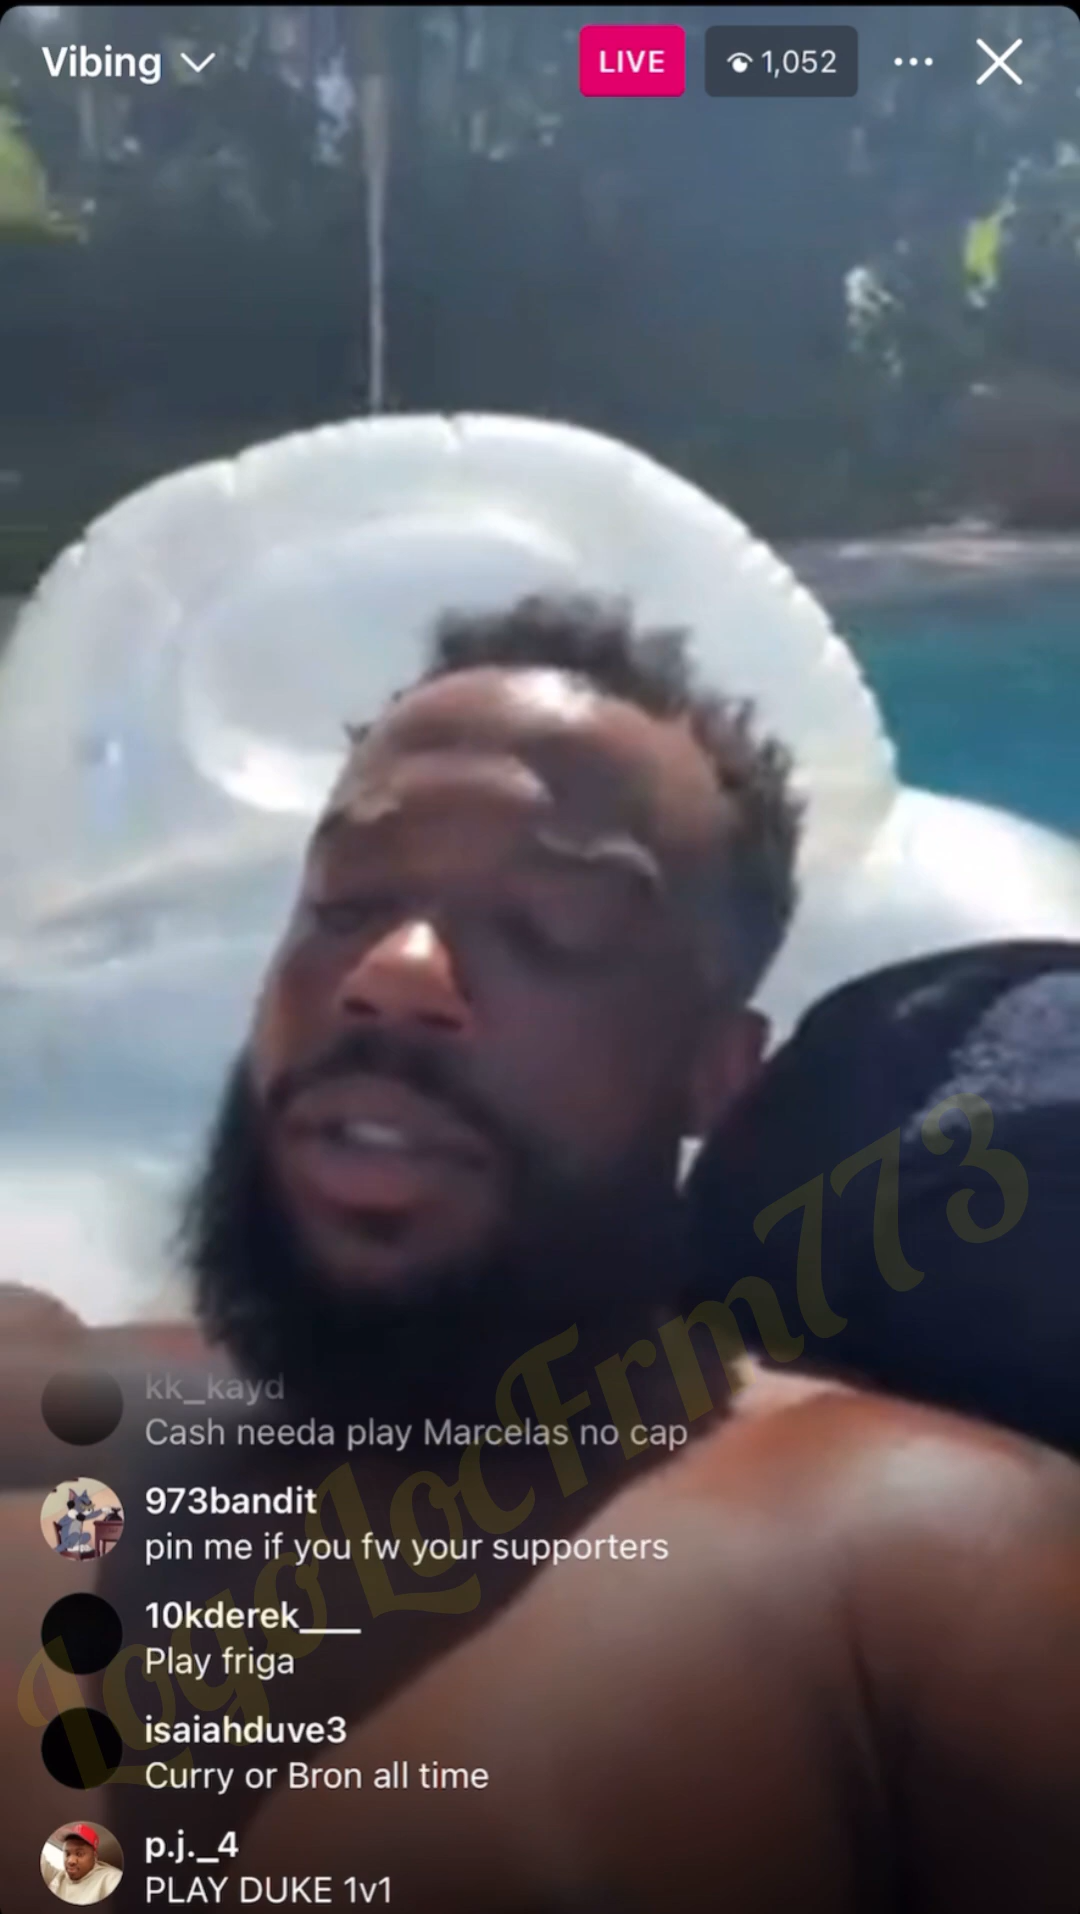 Vibing
LIVE
1,052
kk_kayd
Cash needa play Marcelas no cap
973bandit
pin me if you fw your supporters
10kderek___
Play friga
isaiahduve3
Curry or Bron all time
p.j._4
PLAY DUKE 1v1
LogoLocFrm773